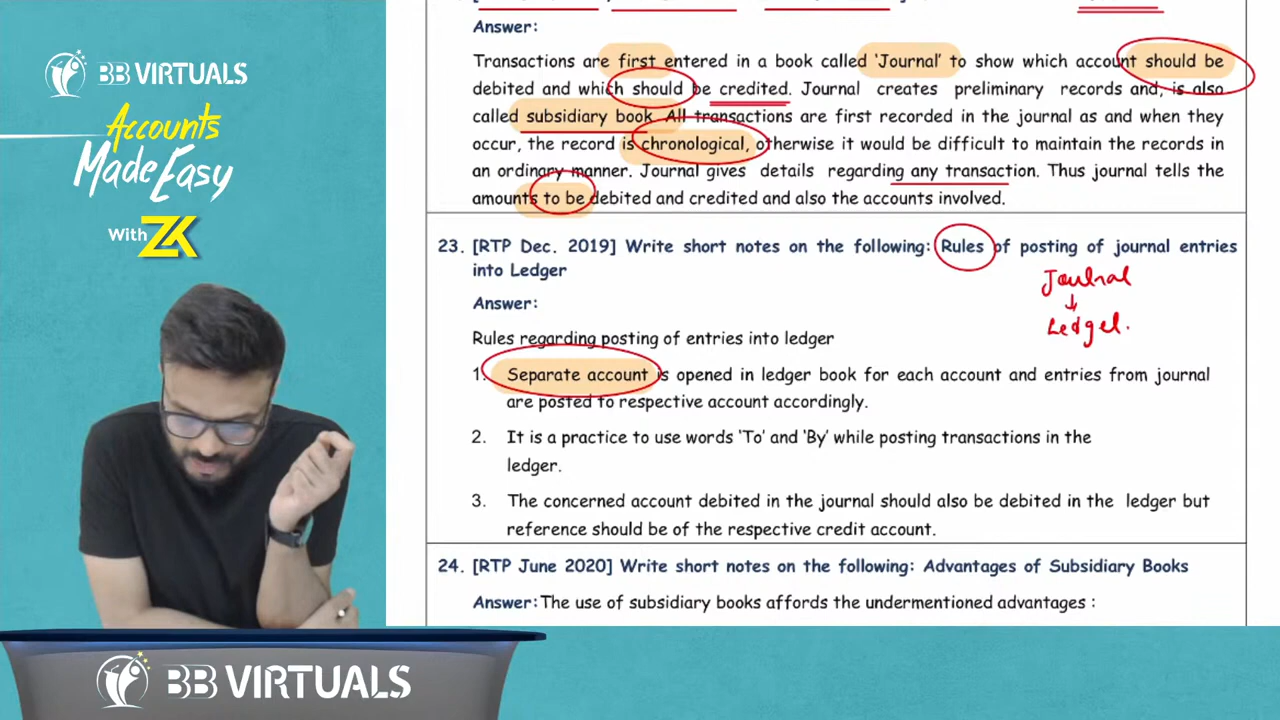 BB VIRTUALS
Accounts
Made Easy
With ZK
Answer:
Transactions are first entered in a book called ‘Journal’ to show which account should be
debited and which should be credited. Journal creates preliminary records and, is also
called subsidiary book. All transactions are first recorded in the journal as and when they
occur, the record is chronological, otherwise it would be difficult to maintain the records in
an ordinary manner. Journal gives details regarding any transaction. Thus journal tells the
amounts to be debited and credited and also the accounts involved.
23. [RTP Dec. 2019] Write short notes on the following: Rules of posting of journal entries
into Ledger
Journal
↓
Ledger.
Answer:
Rules regarding posting of entries into ledger
1. Separate account is opened in ledger book for each account and entries from journal
are posted to respective account accordingly.
2. It is a practice to use words ‘To’ and ‘By’ while posting transactions in the
ledger.
3. The concerned account debited in the journal should also be debited in the ledger but
reference should be of the respective credit account.
24. [RTP June 2020] Write short notes on the following: Advantages of Subsidiary Books
Answer: The use of subsidiary books affords the undermentioned advantages :
BB VIRTUALS